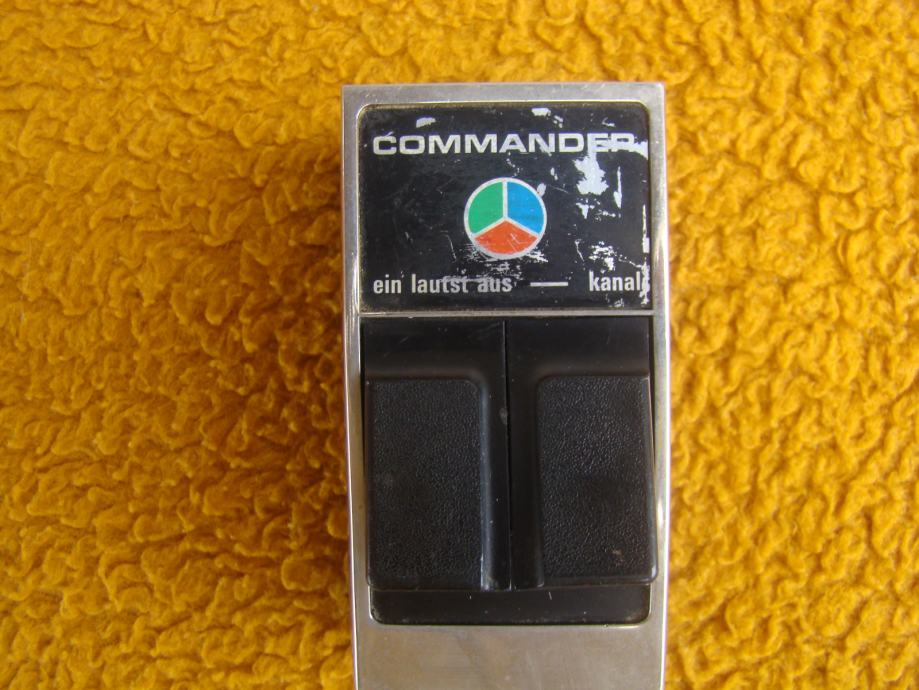 COMMANDER
ein lautst aus — kanal